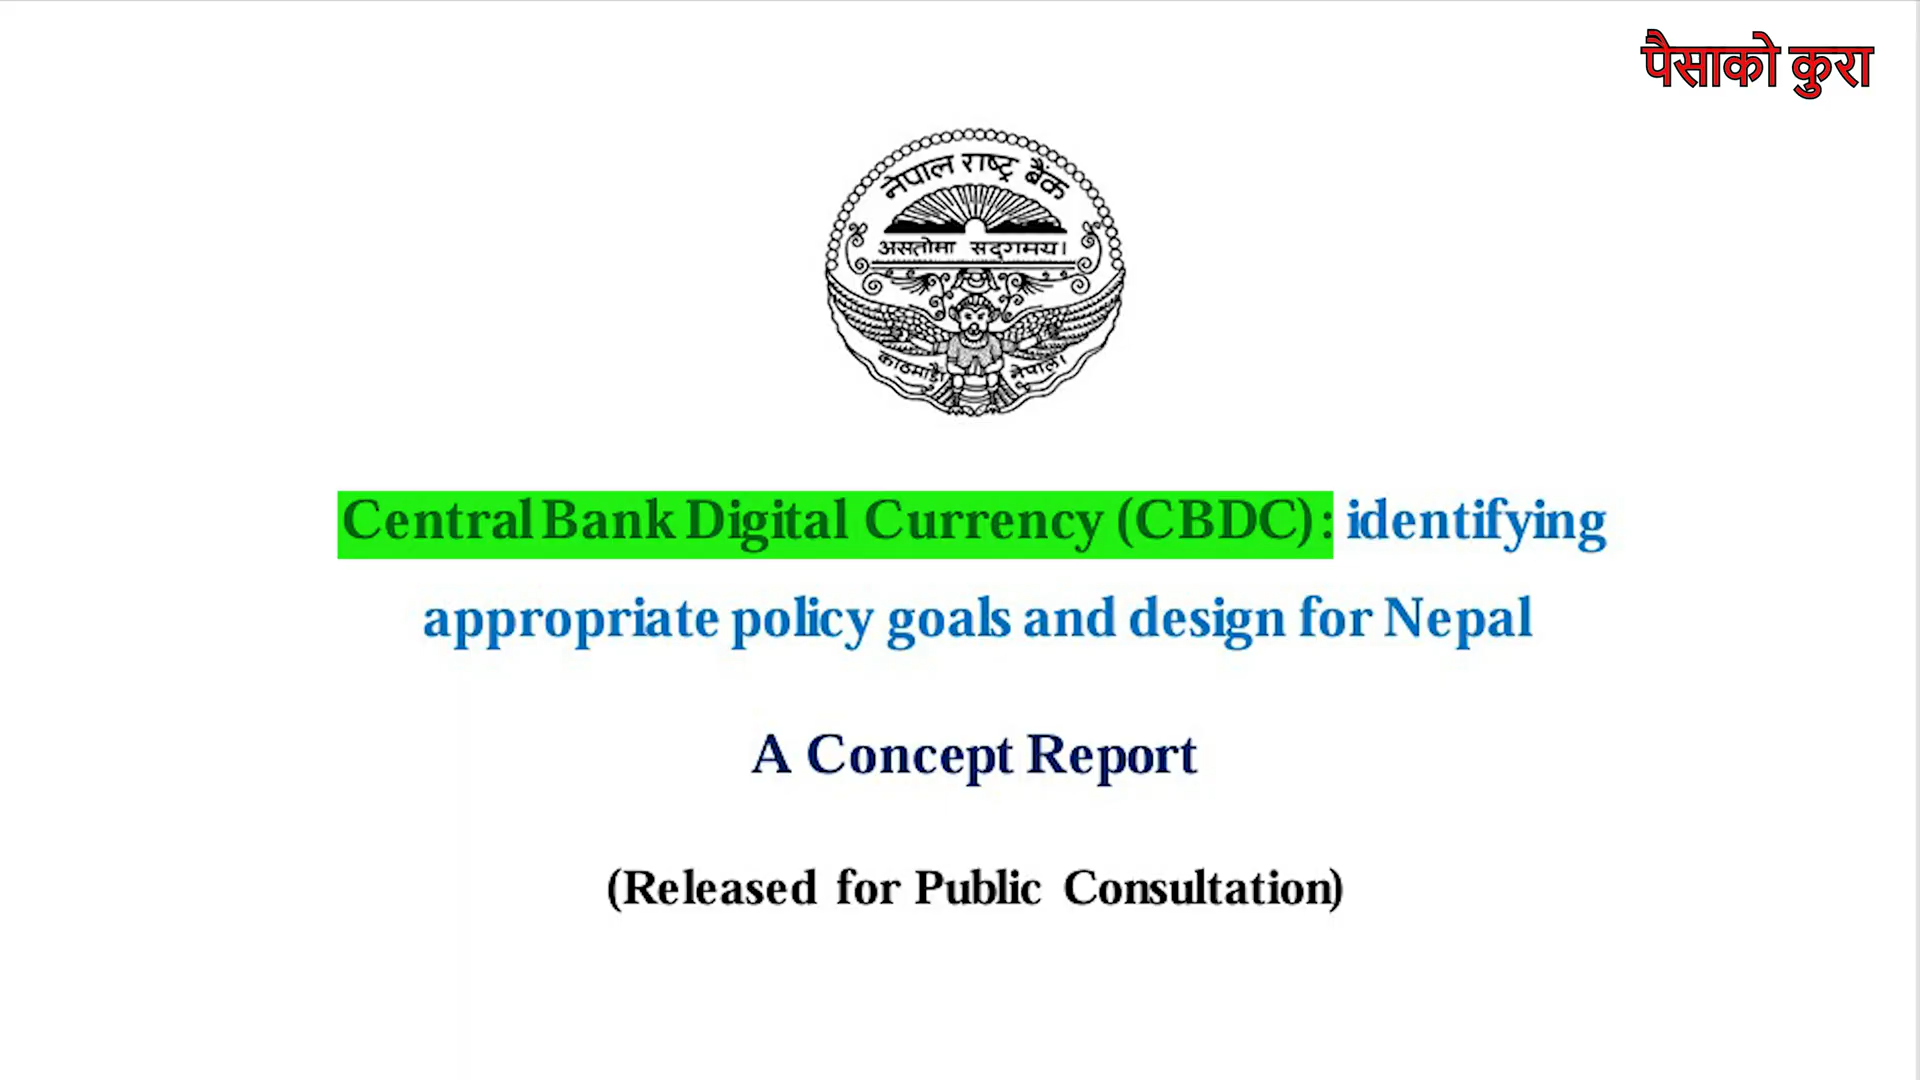 पैसाको कुरा
नेपाल राष्ट्र बैंक
असतोमा सद्गमय।
काठमाडौं नेपाल।
Central Bank Digital Currency (CBDC): identifying
appropriate policy goals and design for Nepal
A Concept Report
(Released for Public Consultation)